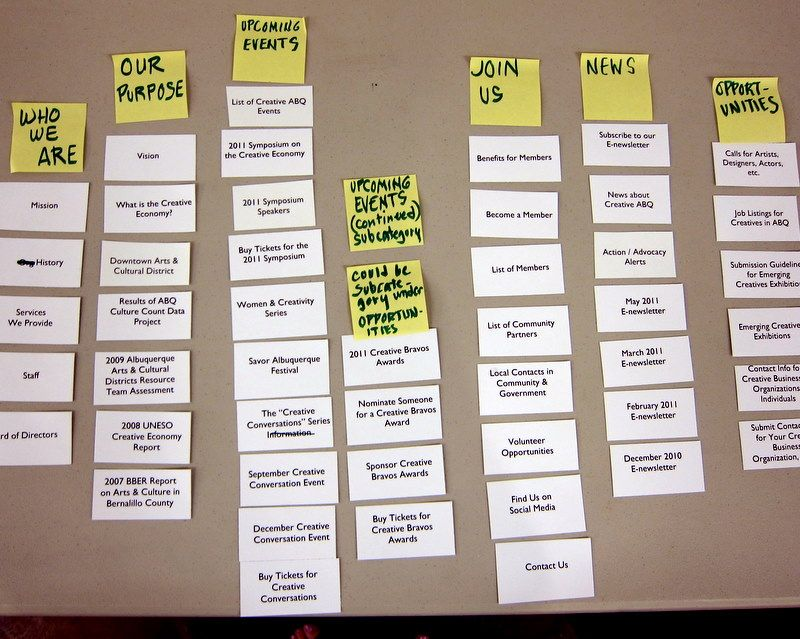 WHO
WE
ARE
Mission
History
Services
We Provide
Staff
rd of Directors
OUR
PURPOSE
Vision
What is the Creative
Economy?
Downtown Arts &
Cultural District
Results of ABQ
Culture Count Data
Project
2009 Albuquerque
Arts & Cultural
Districts Resource
Team Assessment
2008 UNESO
Creative Economy
Report
2007 BBER Report
on Arts & Culture in
Bernalillo County
UPCOMING
EVENTS
List of Creative ABQ
Events
2011 Symposium
on the Creative Economy
2011 Symposium
Speakers
Buy Tickets for the
2011 Symposium
Women & Creativity
Series
Savor Albuquerque
Festival
The "Creative
Conversations" Series
Information
September Creative
Conversation Event
December Creative
Conversation Event
Buy Tickets for
Creative
Conversations
UPCOMING
EVENTS
(continued)
subcategory
could be
subcate-
gory under
OPPORTUN-
ITIES
2011 Creative Bravos
Awards
Nominate Someone
for a Creative Bravos
Award
Sponsor Creative
Bravos Awards
Buy Tickets for
Creative Bravos
Awards
JOIN
US
Benefits for Members
Become a Member
List of Members
List of Community
Partners
Local Contacts in
Community &
Government
Volunteer
Opportunities
Find Us on
Social Media
Contact Us
NEWS
Subscribe to our
E-newsletter
News about
Creative ABQ
Action / Advocacy
Alerts
May 2011
E-newsletter
March 2011
E-newsletter
February 2011
E-newsletter
December 2010
E-newsletter
OPPORT-
UNITIES
Calls for Artists,
Designers, Actors,
etc.
Job Listings for
Creatives in ABQ
Submission Guideline
for Emerging
Creatives Exhibitio
Emerging Creative
Exhibitions
Contact Info fo
Creative Busines
Organizations
Individuals
Submit Contac
for Your Cre
Business
Organization,